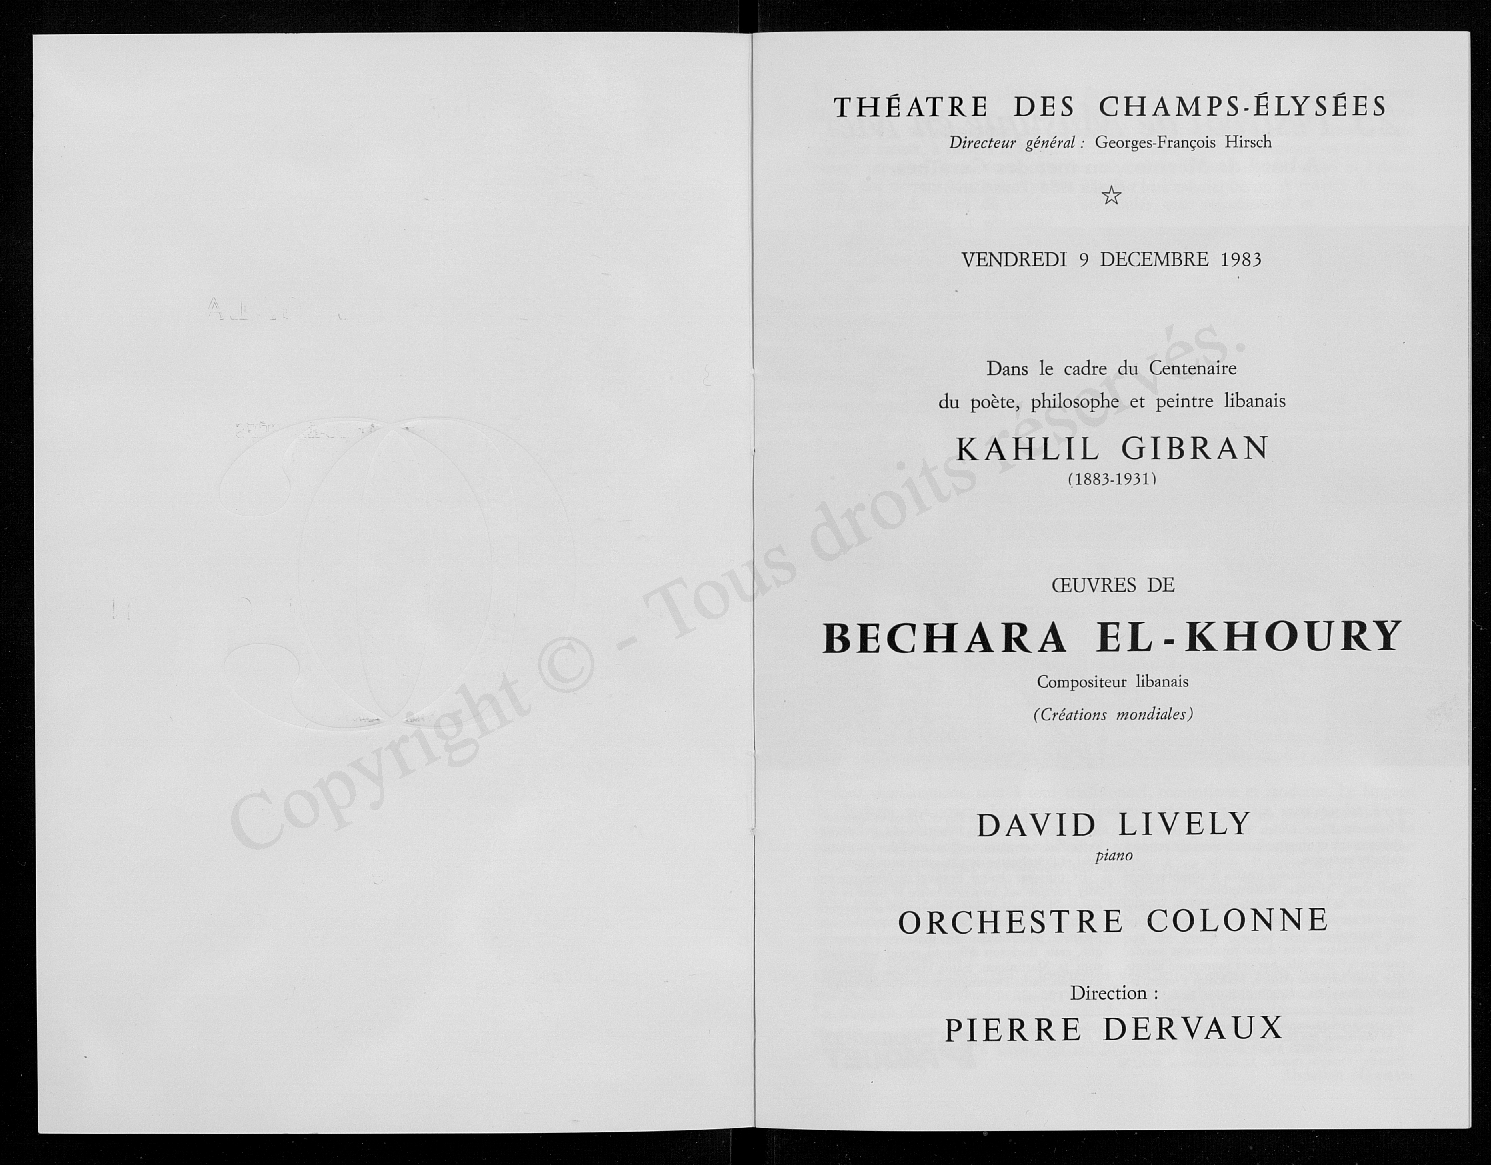 THÉATRE DES CHAMPS-ÉLYSÉES
Directeur général : Georges-François Hirsch
☆
VENDREDI 9 DECEMBRE 1983
Dans le cadre du Centenaire
du poète, philosophe et peintre libanais
KAHLIL GIBRAN
(1883-1931)
ŒUVRES DE
BECHARA EL-KHOURY
Compositeur libanais
(Créations mondiales)
DAVID LIVELY
piano
ORCHESTRE COLONNE
Direction :
PIERRE DERVAUX
Copyright © - Tous droits réservés.